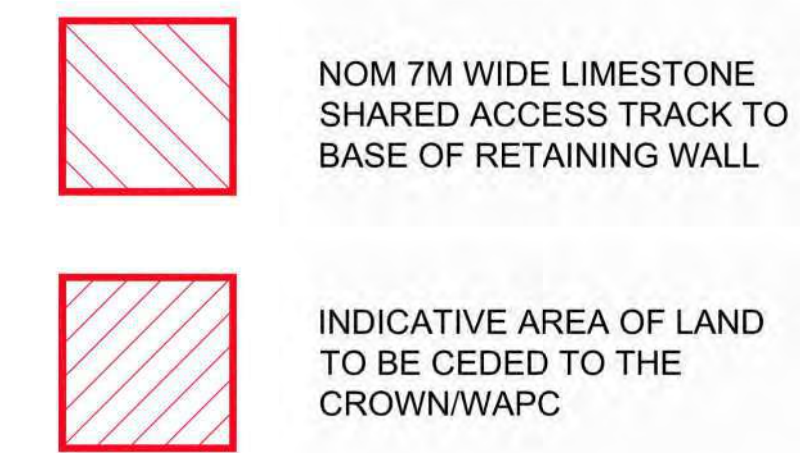 NOM 7M WIDE LIMESTONE
SHARED ACCESS TRACK TO
BASE OF RETAINING WALL
INDICATIVE AREA OF LAND
TO BE CEDED TO THE
CROWN/WAPC